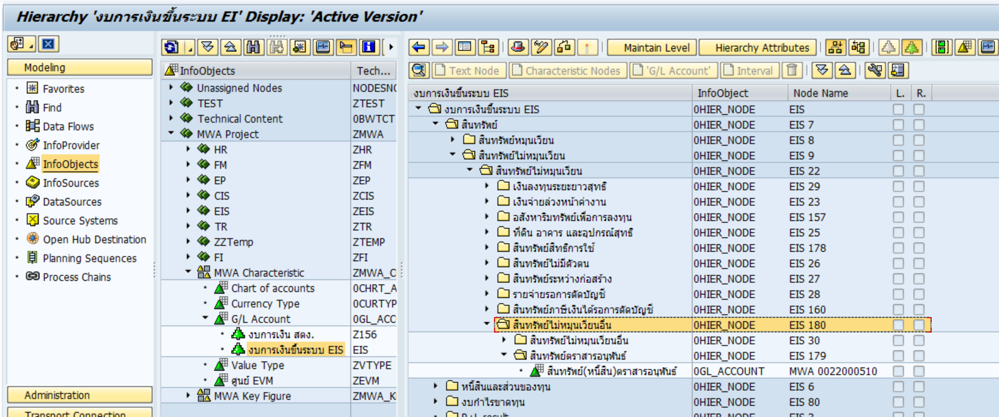 Hierarchy 'งบการเงินขึ้นระบบ EI' Display: 'Active Version'
Maintain Level
Hierarchy Attributes
Modeling
Favorites
Find
Data Flows
InfoProvider
InfoObjects
InfoSources
DataSources
Source Systems
Open Hub Destination
Planning Sequences
Process Chains
Administration
Transport Connection
InfoObjects Tech...
Unassigned Nodes NODESN
TEST ZTEST
Technical Content 0BWTCT
MWA Project ZMWA
HR ZHR
FM ZFM
EP ZEP
CIS ZCIS
EIS ZEIS
TR ZTR
ZZTemp ZTEMP
FI ZFI
MWA Characteristic ZMWA_C
Chart of accounts 0CHRT_A
Currency Type 0CURTYP
G/L Account 0GL_ACC
งบการเงิน สตง. Z156
งบการเงินขึ้นระบบ EIS EIS
Value Type ZVTYPE
ศูนย์ EVM ZEVM
MWA Key Figure ZMWA_K
Text Node Characteristic Nodes 'G/L Account' Interval
งบการเงินขึ้นระบบ EIS InfoObject Node Name L. R.
งบการเงินขึ้นระบบ EIS 0HIER_NODE EIS
สินทรัพย์ 0HIER_NODE EIS 7
สินทรัพย์หมุนเวียน 0HIER_NODE EIS 8
สินทรัพย์ไม่หมุนเวียน 0HIER_NODE EIS 9
สินทรัพย์ไม่หมุนเวียน 0HIER_NODE EIS 22
เงินลงทุนระยะยาวสุทธิ 0HIER_NODE EIS 29
เงินจ่ายล่วงหน้าค่างาน 0HIER_NODE EIS 23
อสังหาริมทรัพย์เพื่อการลงทุน 0HIER_NODE EIS 157
ที่ดิน อาคาร และอุปกรณ์สุทธิ 0HIER_NODE EIS 25
สินทรัพย์สิทธิการใช้ 0HIER_NODE EIS 178
สินทรัพย์ไม่มีตัวตน 0HIER_NODE EIS 26
สินทรัพย์ระหว่างก่อสร้าง 0HIER_NODE EIS 27
รายจ่ายรอการตัดบัญชี 0HIER_NODE EIS 28
สินทรัพย์ภาษีเงินได้รอการตัดบัญชี 0HIER_NODE EIS 160
สินทรัพย์ไม่หมุนเวียนอื่น 0HIER_NODE EIS 180
สินทรัพย์ไม่หมุนเวียนอื่น 0HIER_NODE EIS 30
สินทรัพย์ตราสารอนุพันธ์ 0HIER_NODE EIS 179
สินทรัพย์(หนี้สิน)ตราสารอนุพันธ์ 0GL_ACCOUNT MWA 0022000510
หนี้สินและส่วนของทุน 0HIER_NODE EIS 6
งบกำไรขาดทุน 0HIER_NODE EIS 80
P+L result 0HIER_NODE EIS 3